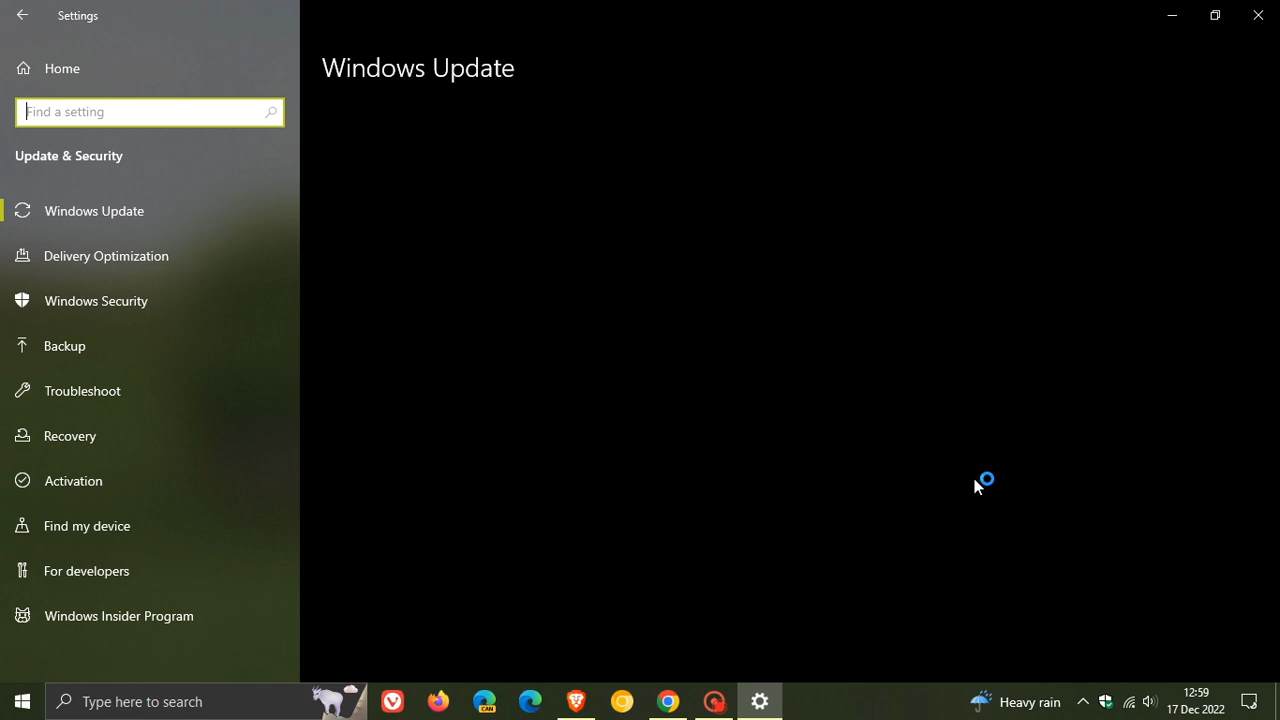 Settings
Home
Find a setting
Update & Security
Windows Update
Delivery Optimization
Windows Security
Backup
Troubleshoot
Recovery
Activation
Find my device
For developers
Windows Insider Program
Windows Update
Type here to search
CAN
Heavy rain
12:59
17 Dec 2022